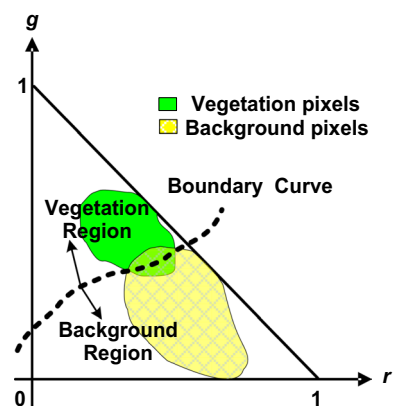 g
1
Vegetation pixels
Background pixels
Boundary Curve
Vegetation
Region
Background
Region
r
0
1